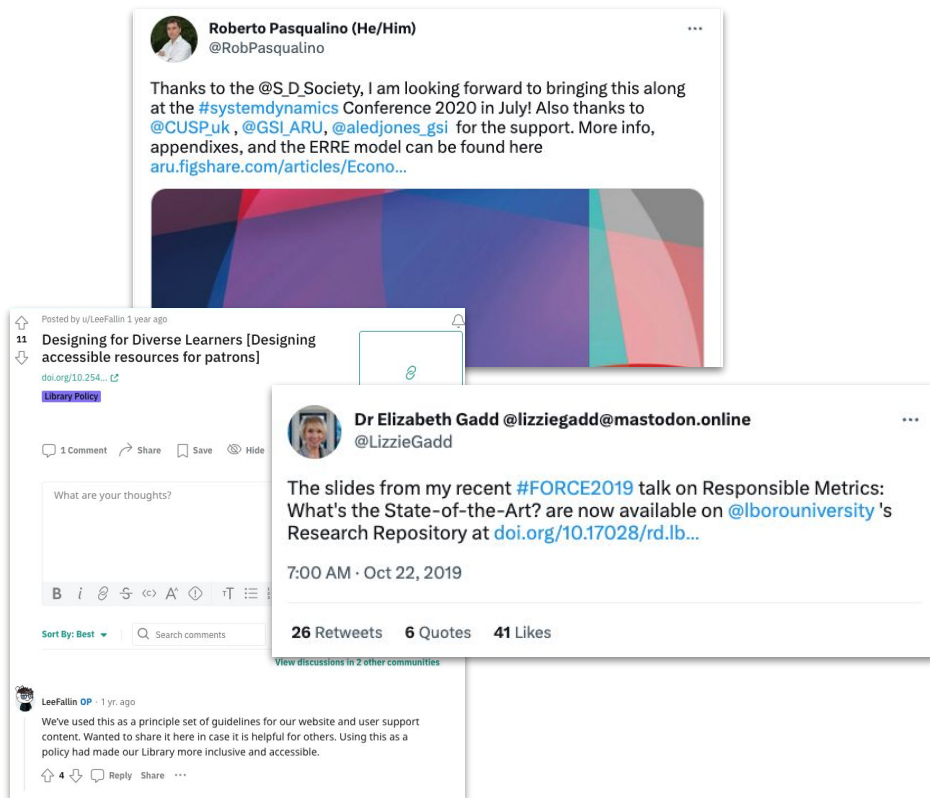 Roberto Pasqualino (He/Him)
@RobPasqualino
Thanks to the @S_D_Society, I am looking forward to bringing this along
at the #systemdynamics Conference 2020 in July! Also thanks to
@CUSP_uk , @GSI_ARU, @aledjones_gsi for the support. More info,
appendixes, and the ERRE model can be found here
aru.figshare.com/articles/Econo...
Posted by u/LeeFallin 1 year ago
11
Designing for Diverse Learners [Designing
accessible resources for patrons]
doi.org/10.254...
Library Policy
1 Comment Share Save Hide
What are your thoughts?
B i S <c> A ! TT
Sort By: Best Search comments
View discussions in 2 other communities
LeeFallin OP · 1 yr. ago
We've used this as a principle set of guidelines for our website and user support
content. Wanted to share it here in case it is helpful for others. Using this as a
policy had made our Library more inclusive and accessible.
4 Reply Share ...
Dr Elizabeth Gadd @lizziegadd@mastodon.online
@LizzieGadd
The slides from my recent #FORCE2019 talk on Responsible Metrics:
What's the State-of-the-Art? are now available on @lborouniversity 's
Research Repository at doi.org/10.17028/rd.lb...
7:00 AM · Oct 22, 2019
26 Retweets 6 Quotes 41 Likes